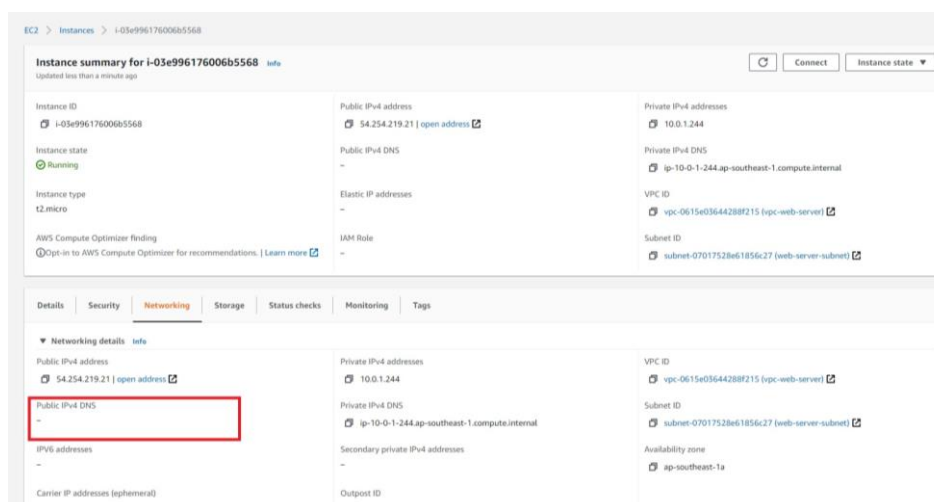 EC2 > Instances > i-03e996176006b5568
Instance summary for i-03e996176006b5568 Info
Updated less than a minute ago
Connect
Instance state ▼
Instance ID
i-03e996176006b5568
Public IPv4 address
54.254.219.21 | open address
Private IPv4 addresses
10.0.1.244
Instance state
Running
Public IPv4 DNS
–
Private IPv4 DNS
ip-10-0-1-244.ap-southeast-1.compute.internal
Instance type
t2.micro
Elastic IP addresses
–
VPC ID
vpc-0615e03644288f215 (vpc-web-server)
AWS Compute Optimizer finding
Opt-in to AWS Compute Optimizer for recommendations. | Learn more
IAM Role
–
Subnet ID
subnet-07017528e61856c27 (web-server-subnet)
Details Security Networking Storage Status checks Monitoring Tags
▼ Networking details Info
Public IPv4 address
54.254.219.21 | open address
Private IPv4 addresses
10.0.1.244
VPC ID
vpc-0615e03644288f215 (vpc-web-server)
Public IPv4 DNS
–
Private IPv4 DNS
ip-10-0-1-244.ap-southeast-1.compute.internal
Subnet ID
subnet-07017528e61856c27 (web-server-subnet)
IPV6 addresses
–
Secondary private IPv4 addresses
–
Availability zone
ap-southeast-1a
Carrier IP addresses (ephemeral)
Outpost ID